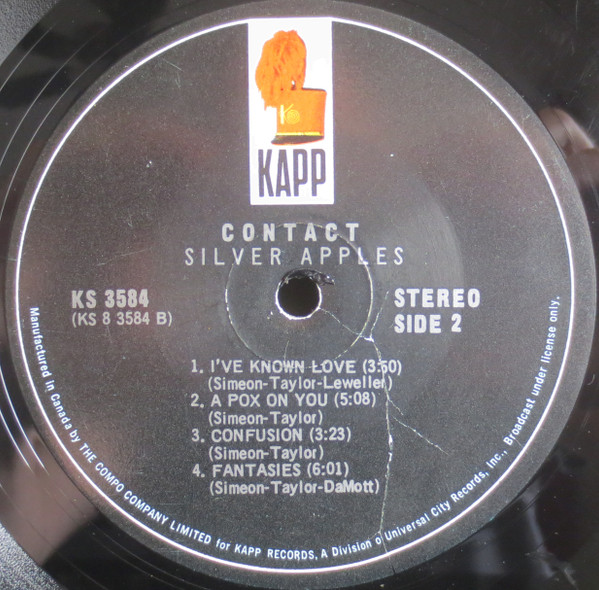 KAPP
CONTACT
SILVER APPLES
KS 3584
(KS 8 3584 B)
STEREO
SIDE 2
1. I'VE KNOWN LOVE (3:50)
(Simeon-Taylor-Leweller)
2. A POX ON YOU (5:08)
(Simeon-Taylor)
3. CONFUSION (3:23)
(Simeon-Taylor)
4. FANTASIES (6:01)
(Simeon-Taylor-DaMott)
Manufactured in Canada by THE COMPO COMPANY LIMITED for KAPP RECORDS, A Division o Universal City Records, Inc., Broadcast under license only.